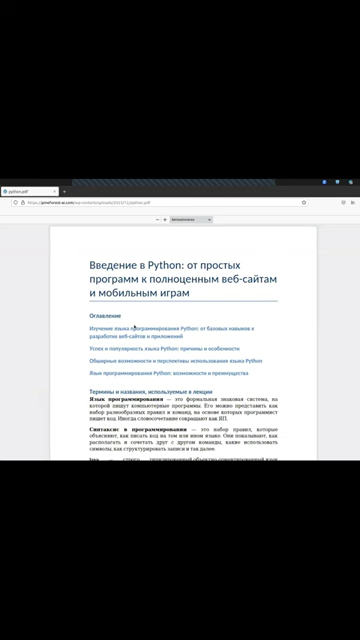 python.pdf
Введение в Python: от простых
программ к полноценным веб-сайтам
и мобильным играм
Оглавление
Изучение языка программирования Python: от базовых навыков к
разработке веб-сайтов и приложений
Успех и популярность языка Python: причины и особенности
Обширные возможности и перспективы использования языка Python
Язык программирования Python: возможности и преимущества
Термины и названия, используемые в лекции
Язык программирования — это формальная знаковая система, на
которой пишут компьютерные программы. Его можно представить как
набор разнообразных правил и команд, на основе которых программист
пишет код. Иногда словосочетание сокращают как ЯП.
Синтаксис в программировании — это набор правил, которые
объясняют, как писать код на том или ином языке. Они показывают, как
располагать и сочетать друг с другом команды, какие использовать
символы, как структурировать записи и так далее.